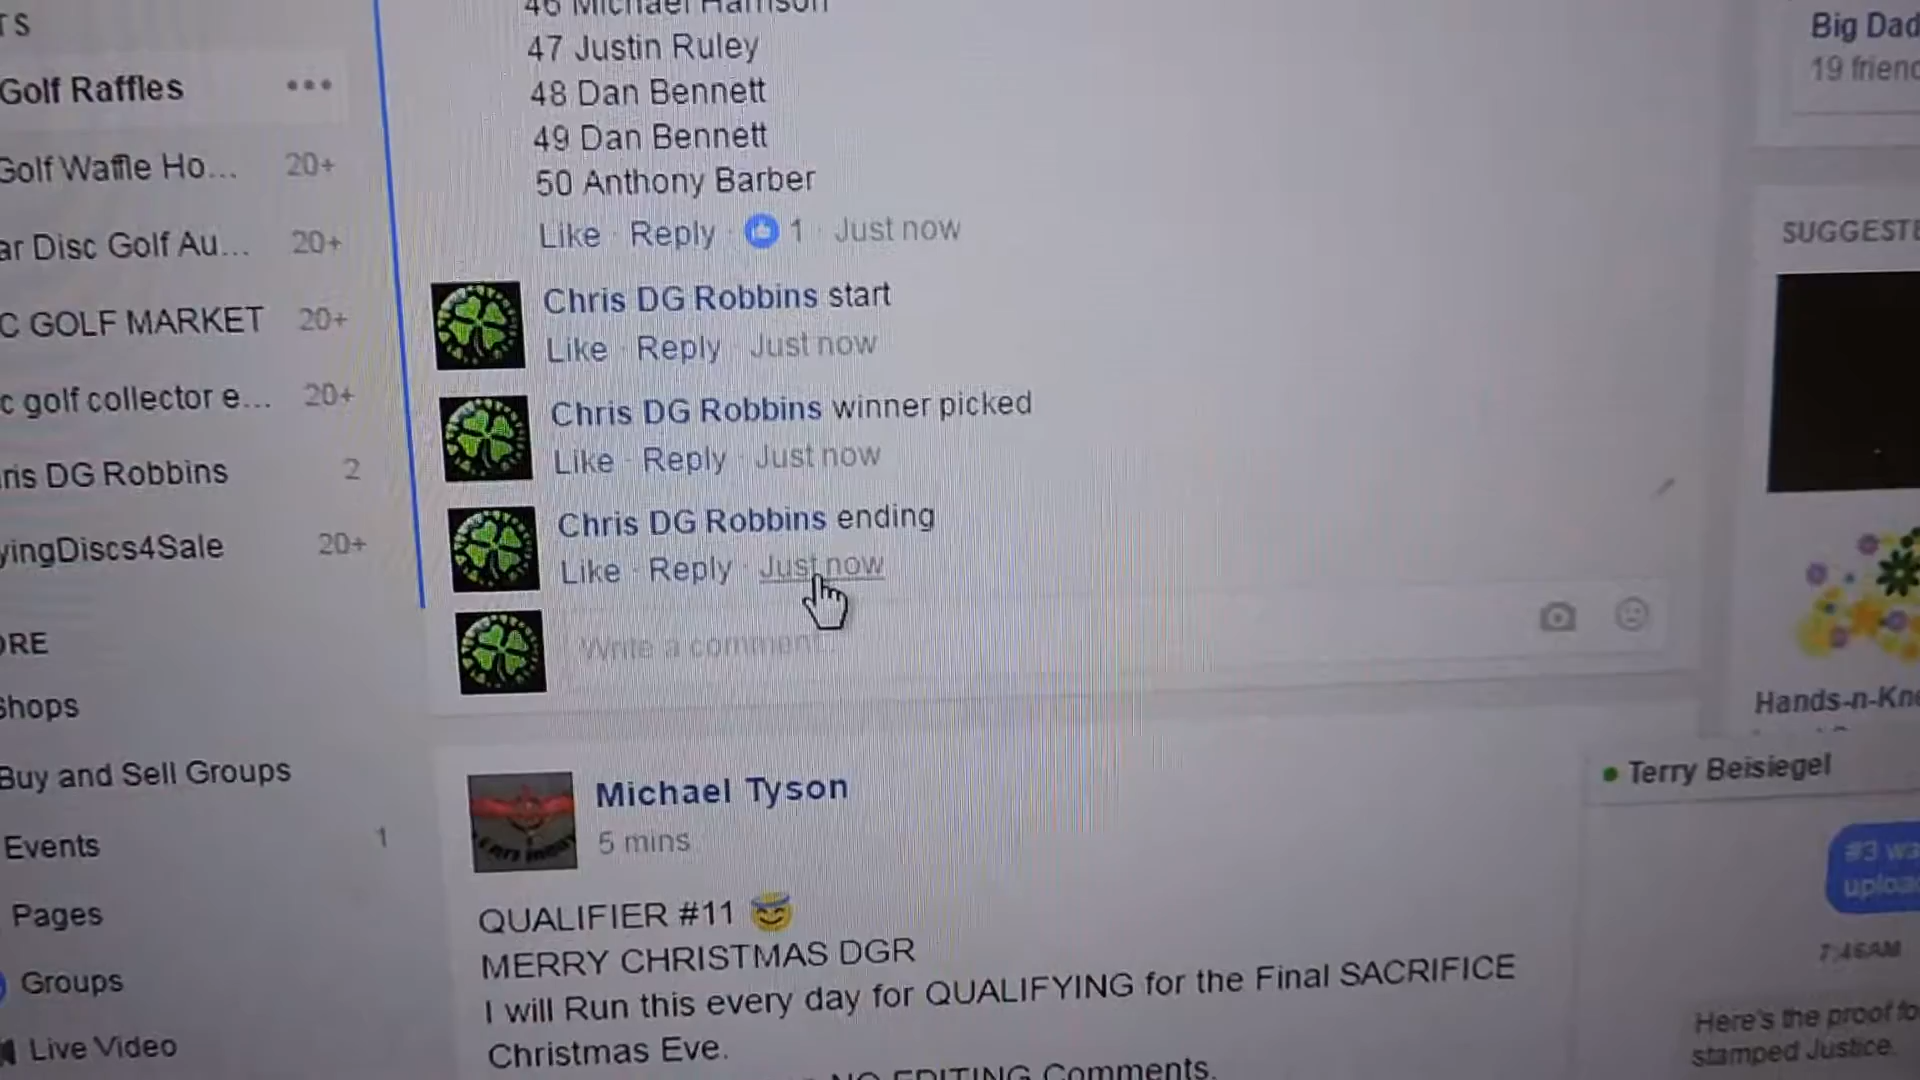 TS
Golf Raffles
Golf Waffle Ho... 20+
ar Disc Golf Au... 20+
C GOLF MARKET 20+
c golf collector e... 20+
ris DG Robbins 2
yingDiscs4Sale 20+
ORE
Shops
Buy and Sell Groups
Events 1
Pages
Groups
Live Video
46 Michael Harrison
47 Justin Ruley
48 Dan Bennett
49 Dan Bennett
50 Anthony Barber
Like · Reply · 1 · Just now
Chris DG Robbins start
Like · Reply · Just now
Chris DG Robbins winner picked
Like · Reply · Just now
Chris DG Robbins ending
Like · Reply · Just now
Write a comment...
Michael Tyson
5 mins
QUALIFIER #11 😇
MERRY CHRISTMAS DGR
I will Run this every day for QUALIFYING for the Final SACRIFICE
Christmas Eve.
NO EDITING Comments.
Big Dad
19 friend
SUGGESTE
Hands-n-Kne
Terry Beisiegel
#3 wa
uploa
7:46AM
Here's the proof fo
stamped Justice.